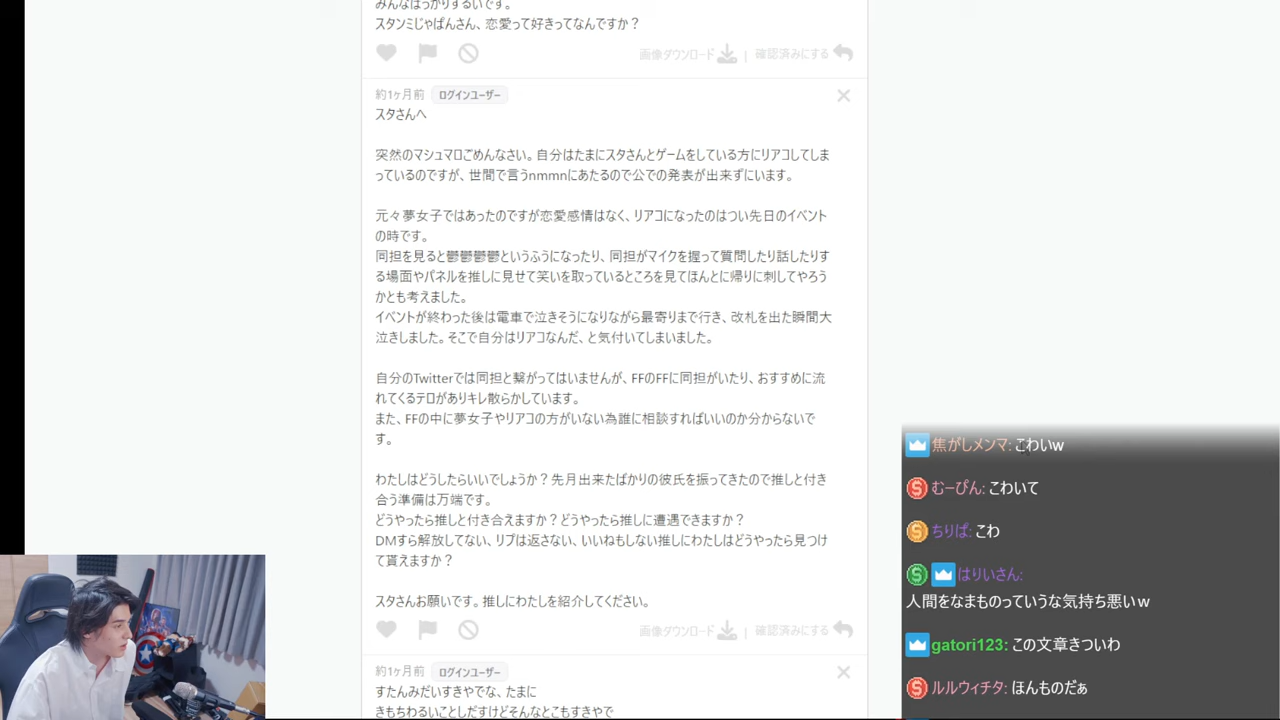 みんなはっかりするいです。
スタンミじゃぱんさん、恋愛って好きってなんですか？
画像ダウンロード | 確認済みにする
約1ヶ月前 ログインユーザー
スタさんへ
突然のマシュマロごめんなさい。自分はたまにスタさんとゲームをしている方にリアコしてしま
っているのですが、世間で言うnmmnにあたるので公での発表が出来ずにいます。
元々夢女子ではあったのですが恋愛感情はなく、リアコになったのはつい先日のイベント
の時です。
同担を見ると鬱鬱鬱鬱というふうになったり、同担がマイクを握って質問したり話したりす
る場面やパネルを推しに見せて笑いを取っているところを見てほんとに帰りに刺してやろう
かとも考えました。
イベントが終わった後は電車で泣きそうになりながら最寄りまで行き、改札を出た瞬間大
泣きしました。そこで自分はリアコなんだ、と気付いてしまいました。
自分のTwitterでは同担と繋がってはいませんが、FFのFFに同担がいたり、おすすめに流
れてくるテロがありキレ散らかしています。
また、FFの中に夢女子やリアコの方がいない為誰に相談すればいいのか分からないで
す。
わたしはどうしたらいいでしょうか？先月出来たばかりの彼氏を振ってきたので推しと付き
合う準備は万端です。
どうやったら推しと付き合えますか？どうやったら推しに遭遇できますか？
DMすら解放してない、リプは返さない、いいねもしない推しにわたしはどうやったら見つけ
て貰えますか？
スタさんお願いです。推しにわたしを紹介してください。
画像ダウンロード | 確認済みにする
約1ヶ月前 ログインユーザー
すたんみだいすきやでな、たまに
きもちわるいことしだすけどそんなとこもすきやで
焦がしメンマ: こわいw
むーぴん: こわいて
ちりぱ: こわ
はりいさん:
人間をなまものっていうな気持ち悪いｗ
gatori123: この文章きついわ
ルルウィチタ: ほんものだぁ